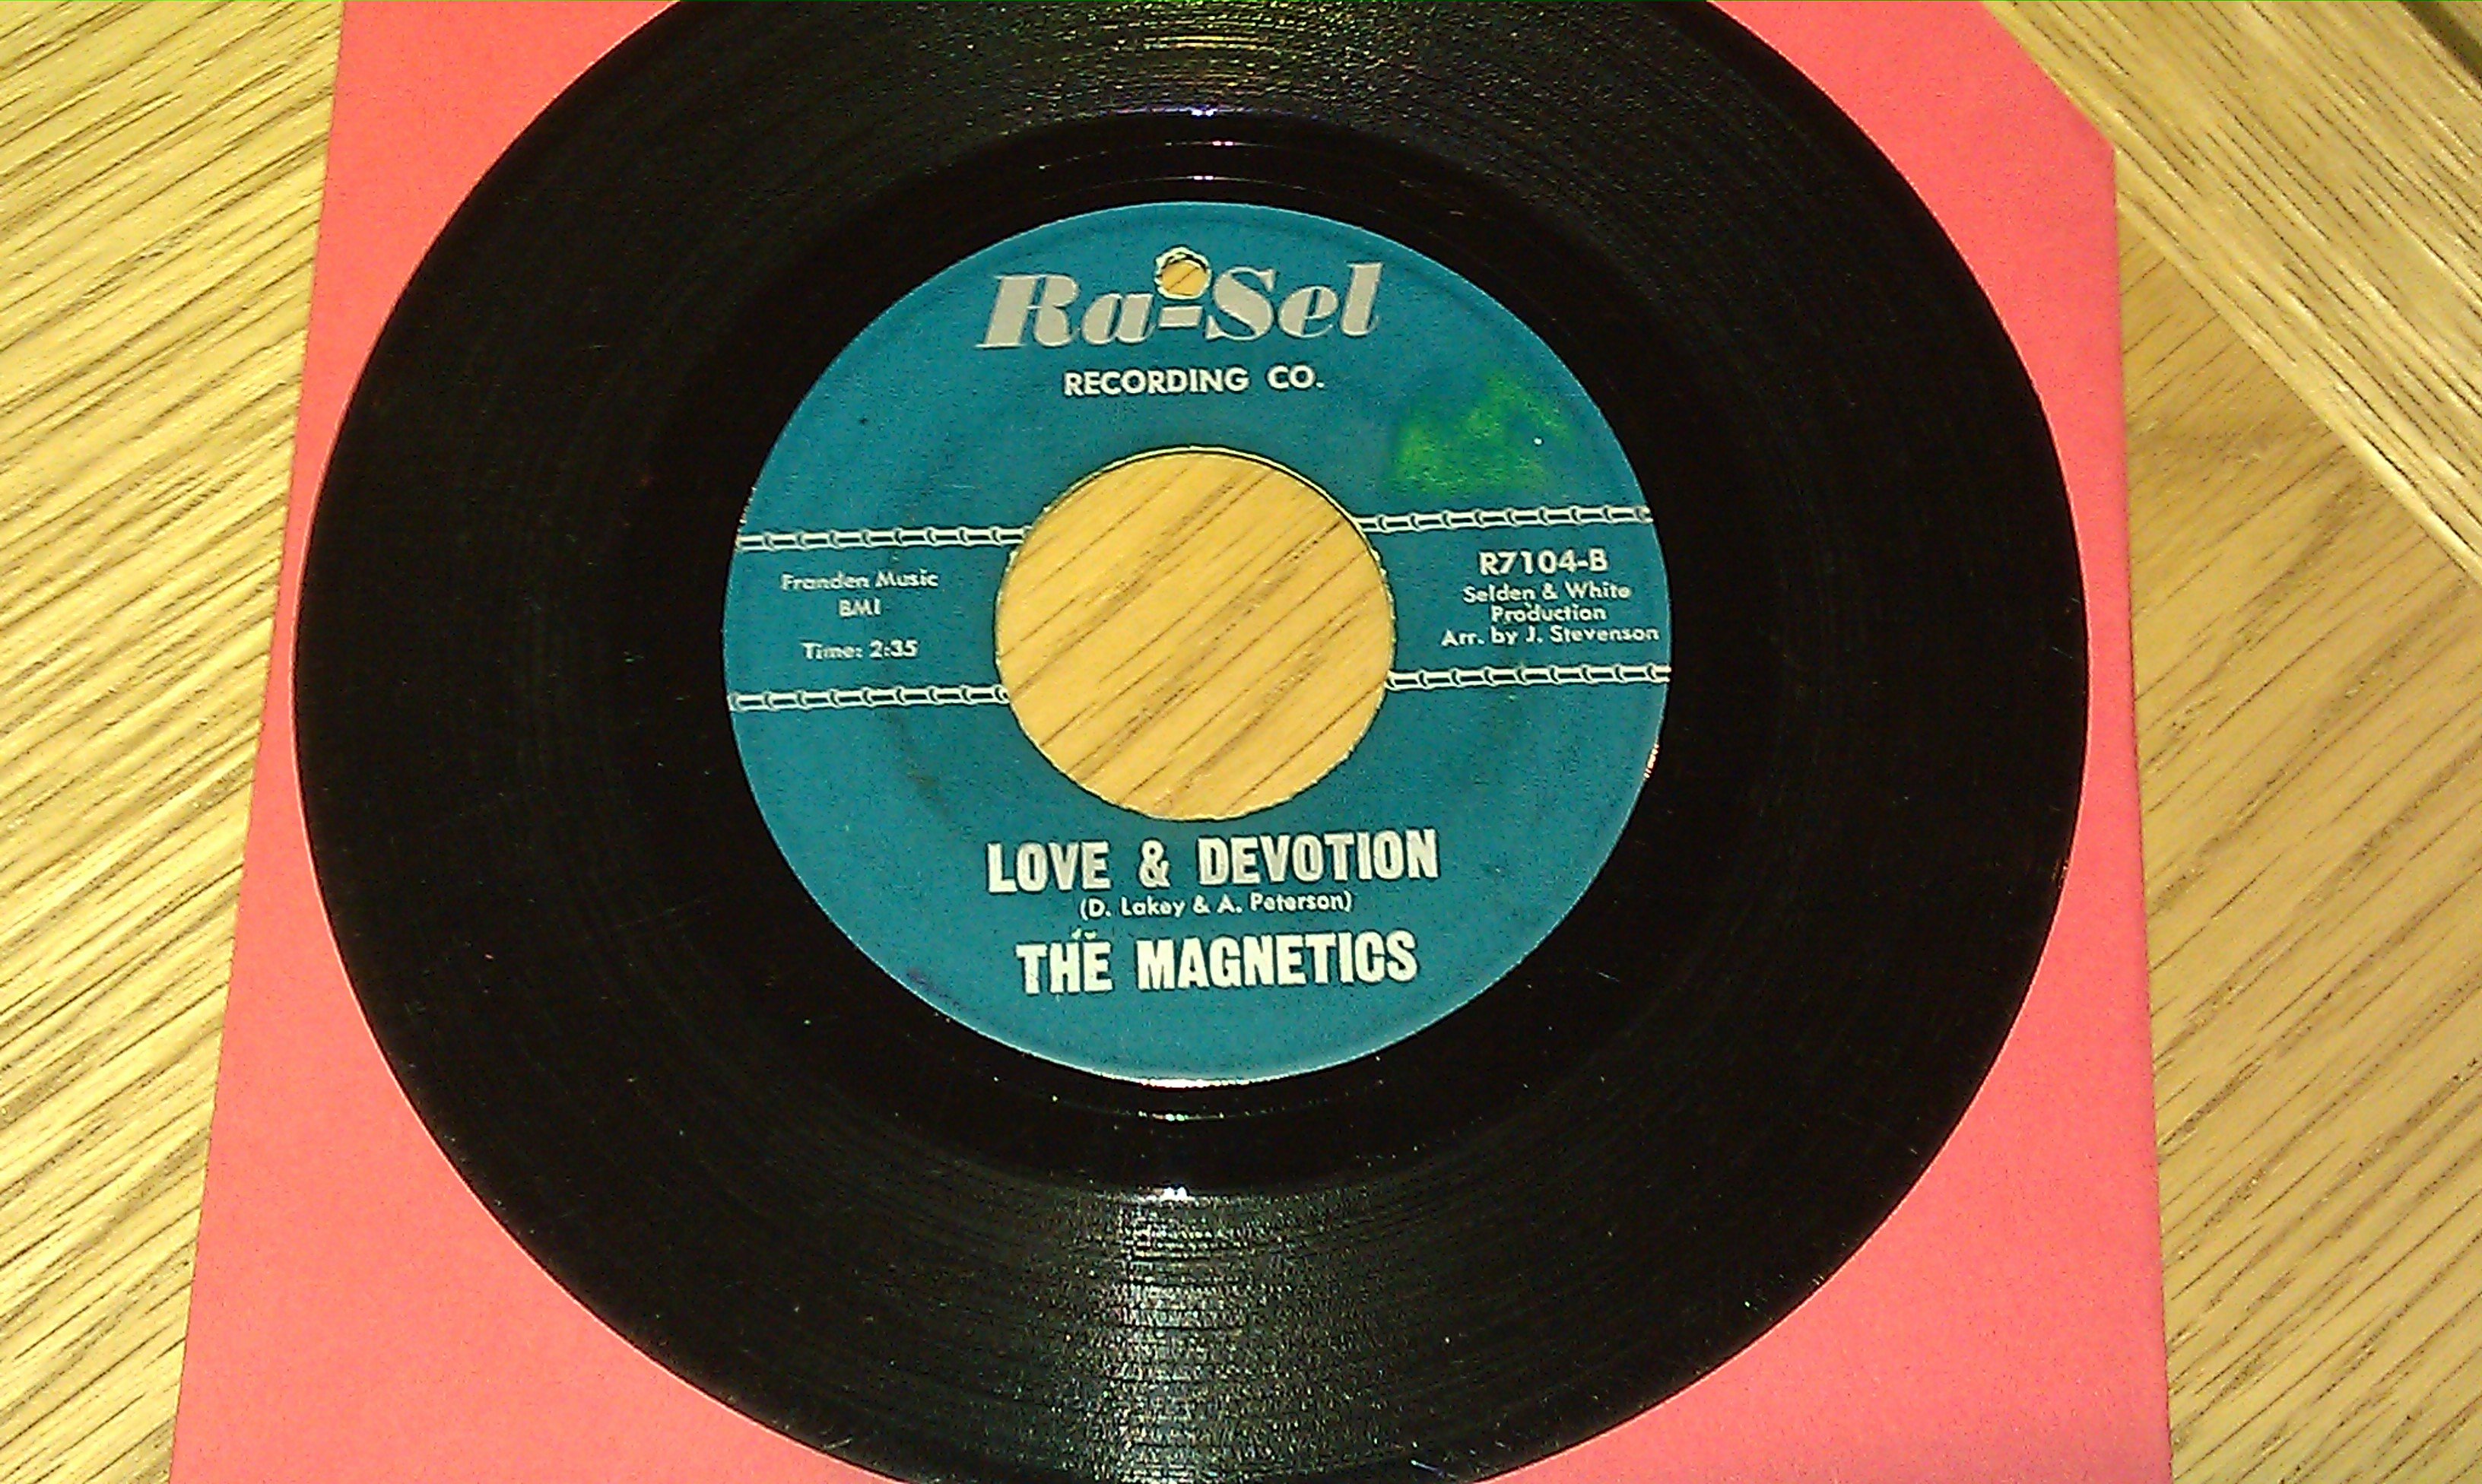 Ra-Sel
RECORDING CO.
Franden Music
BMI
Time: 2:35
R7104-B
Selden & White
Production
Arr. by J. Stevenson
LOVE & DEVOTION
(D. Lakey & A. Peterson)
THE MAGNETICS